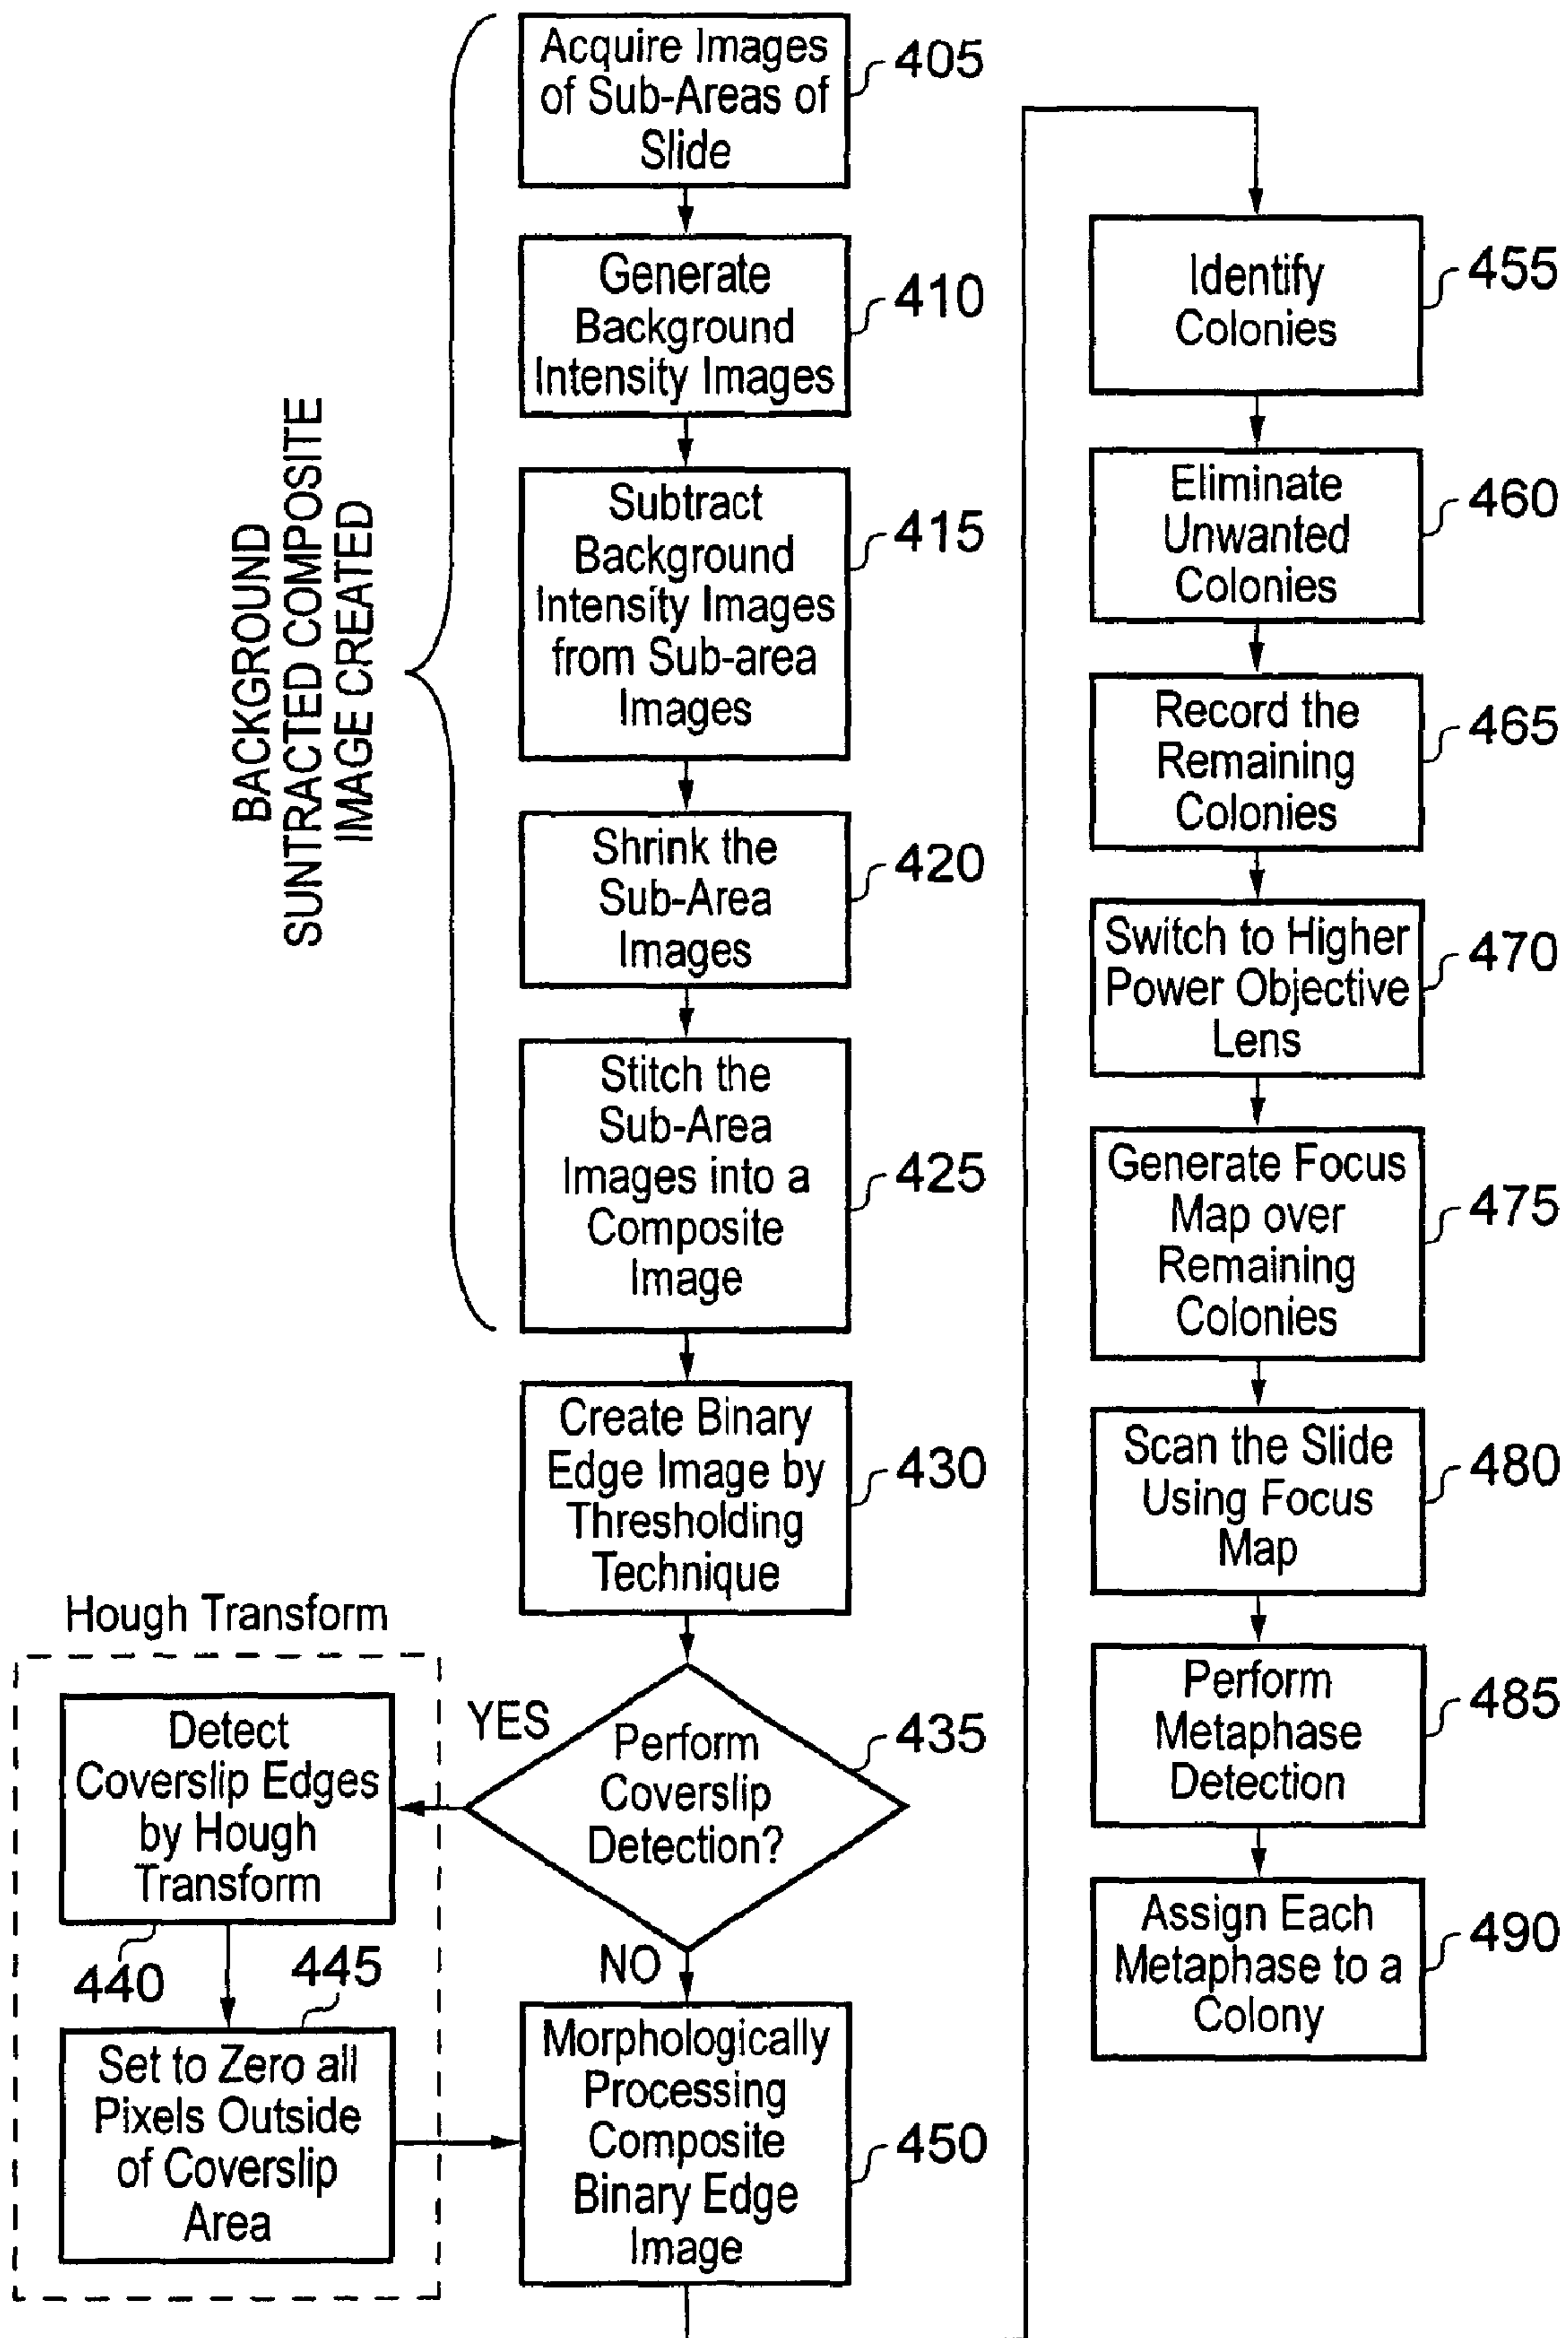 BACKGROUND
SUNTRACTED COMPOSITE
IMAGE CREATED
Acquire Images
of Sub-Areas of
Slide
405
Generate
Background
Intensity Images
410
Subtract
Background
Intensity Images
from Sub-area
Images
415
Shrink the
Sub-Area
Images
420
Stitch the
Sub-Area
Images into a
Composite
Image
425
Create Binary
Edge Image by
Thresholding
Technique
430
Perform
Coverslip
Detection?
435
YES
NO
Hough Transform
Detect
Coverslip Edges
by Hough
Transform
440
445
Set to Zero all
Pixels Outside
of Coverslip
Area
Morphologically
Processing
Composite
Binary Edge
Image
450
Identify
Colonies
455
Eliminate
Unwanted
Colonies
460
Record the
Remaining
Colonies
465
Switch to Higher
Power Objective
Lens
470
Generate Focus
Map over
Remaining
Colonies
475
Scan the Slide
Using Focus
Map
480
Perform
Metaphase
Detection
485
Assign Each
Metaphase to a
Colony
490